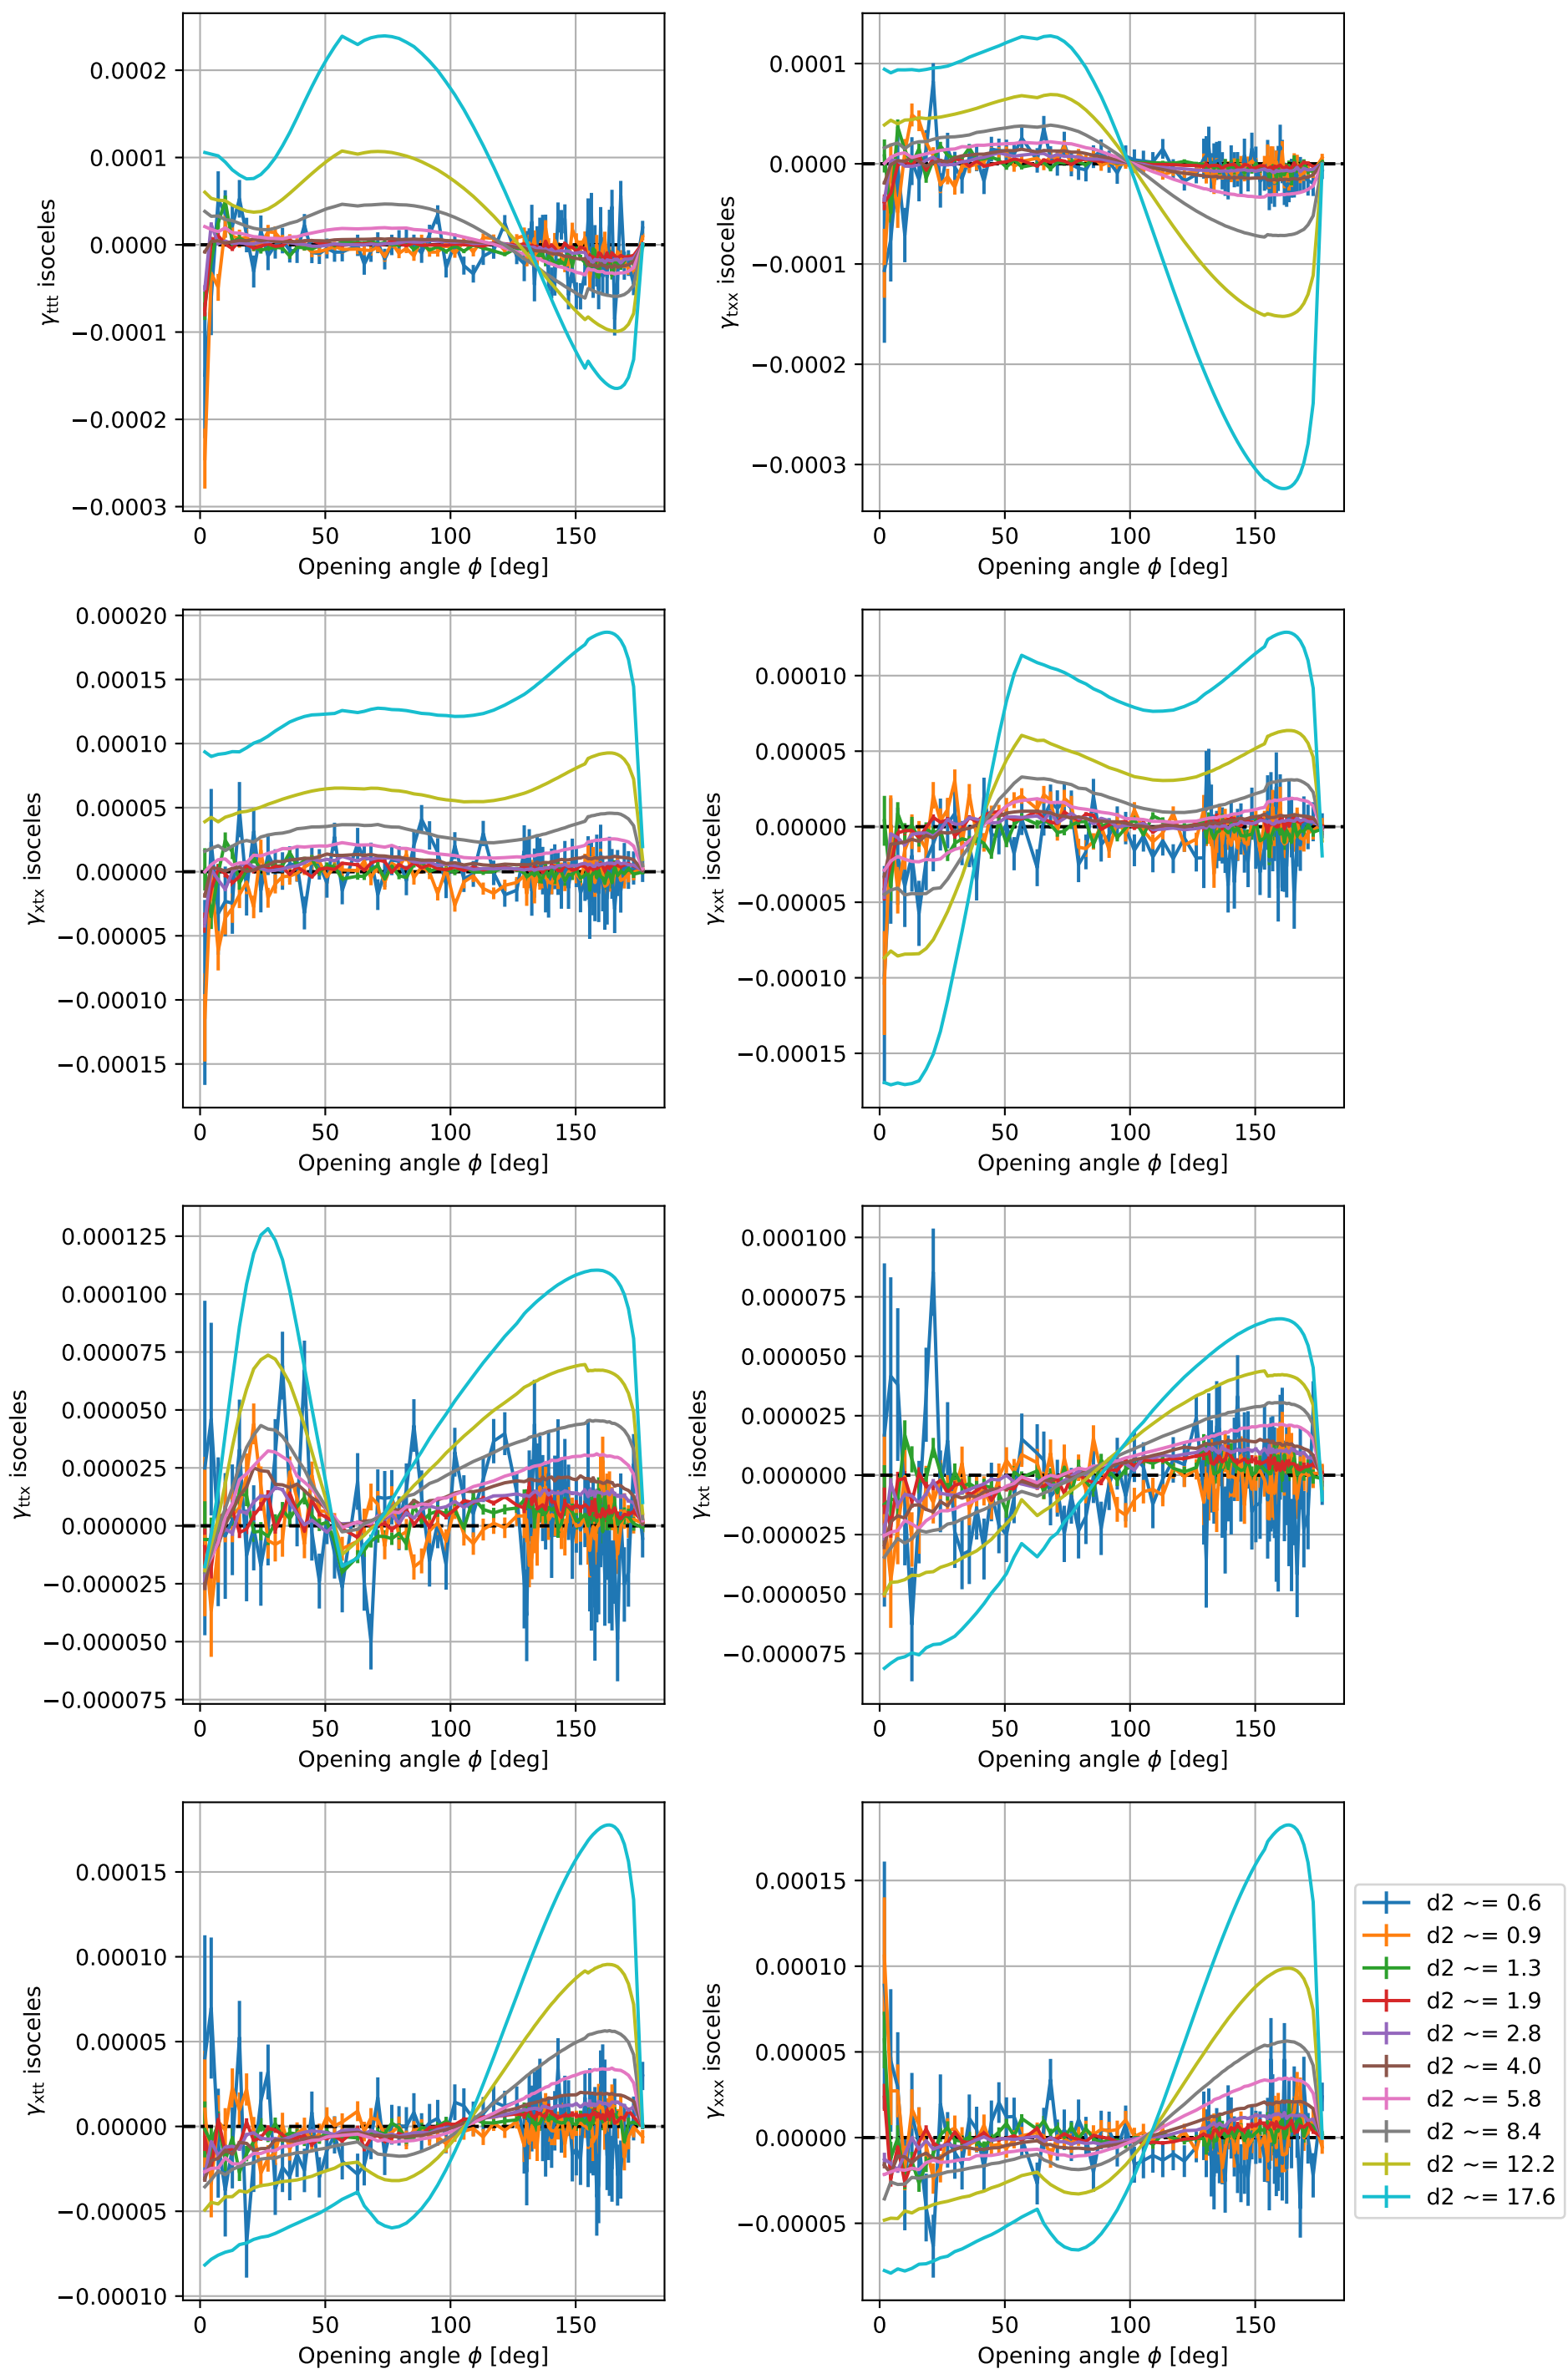 0.0002
0.0001
0.0000
−0.0001
−0.0002
−0.0003
γttt isoceles
0 50 100 150
Opening angle ϕ [deg]
0.0001
0.0000
−0.0001
−0.0002
−0.0003
γtxx isoceles
0 50 100 150
Opening angle ϕ [deg]
0.00020
0.00015
0.00010
0.00005
0.00000
−0.00005
−0.00010
−0.00015
γxtx isoceles
0 50 100 150
Opening angle ϕ [deg]
0.00010
0.00005
0.00000
−0.00005
−0.00010
−0.00015
γxxt isoceles
0 50 100 150
Opening angle ϕ [deg]
0.000125
0.000100
0.000075
0.000050
0.000025
0.000000
−0.000025
−0.000050
−0.000075
γttx isoceles
0 50 100 150
Opening angle ϕ [deg]
0.000100
0.000075
0.000050
0.000025
0.000000
−0.000025
−0.000050
−0.000075
γtxt isoceles
0 50 100 150
Opening angle ϕ [deg]
0.00015
0.00010
0.00005
0.00000
−0.00005
−0.00010
γxtt isoceles
0 50 100 150
Opening angle ϕ [deg]
0.00015
0.00010
0.00005
0.00000
−0.00005
γxxx isoceles
0 50 100 150
Opening angle ϕ [deg]
d2 ~= 0.6
d2 ~= 0.9
d2 ~= 1.3
d2 ~= 1.9
d2 ~= 2.8
d2 ~= 4.0
d2 ~= 5.8
d2 ~= 8.4
d2 ~= 12.2
d2 ~= 17.6